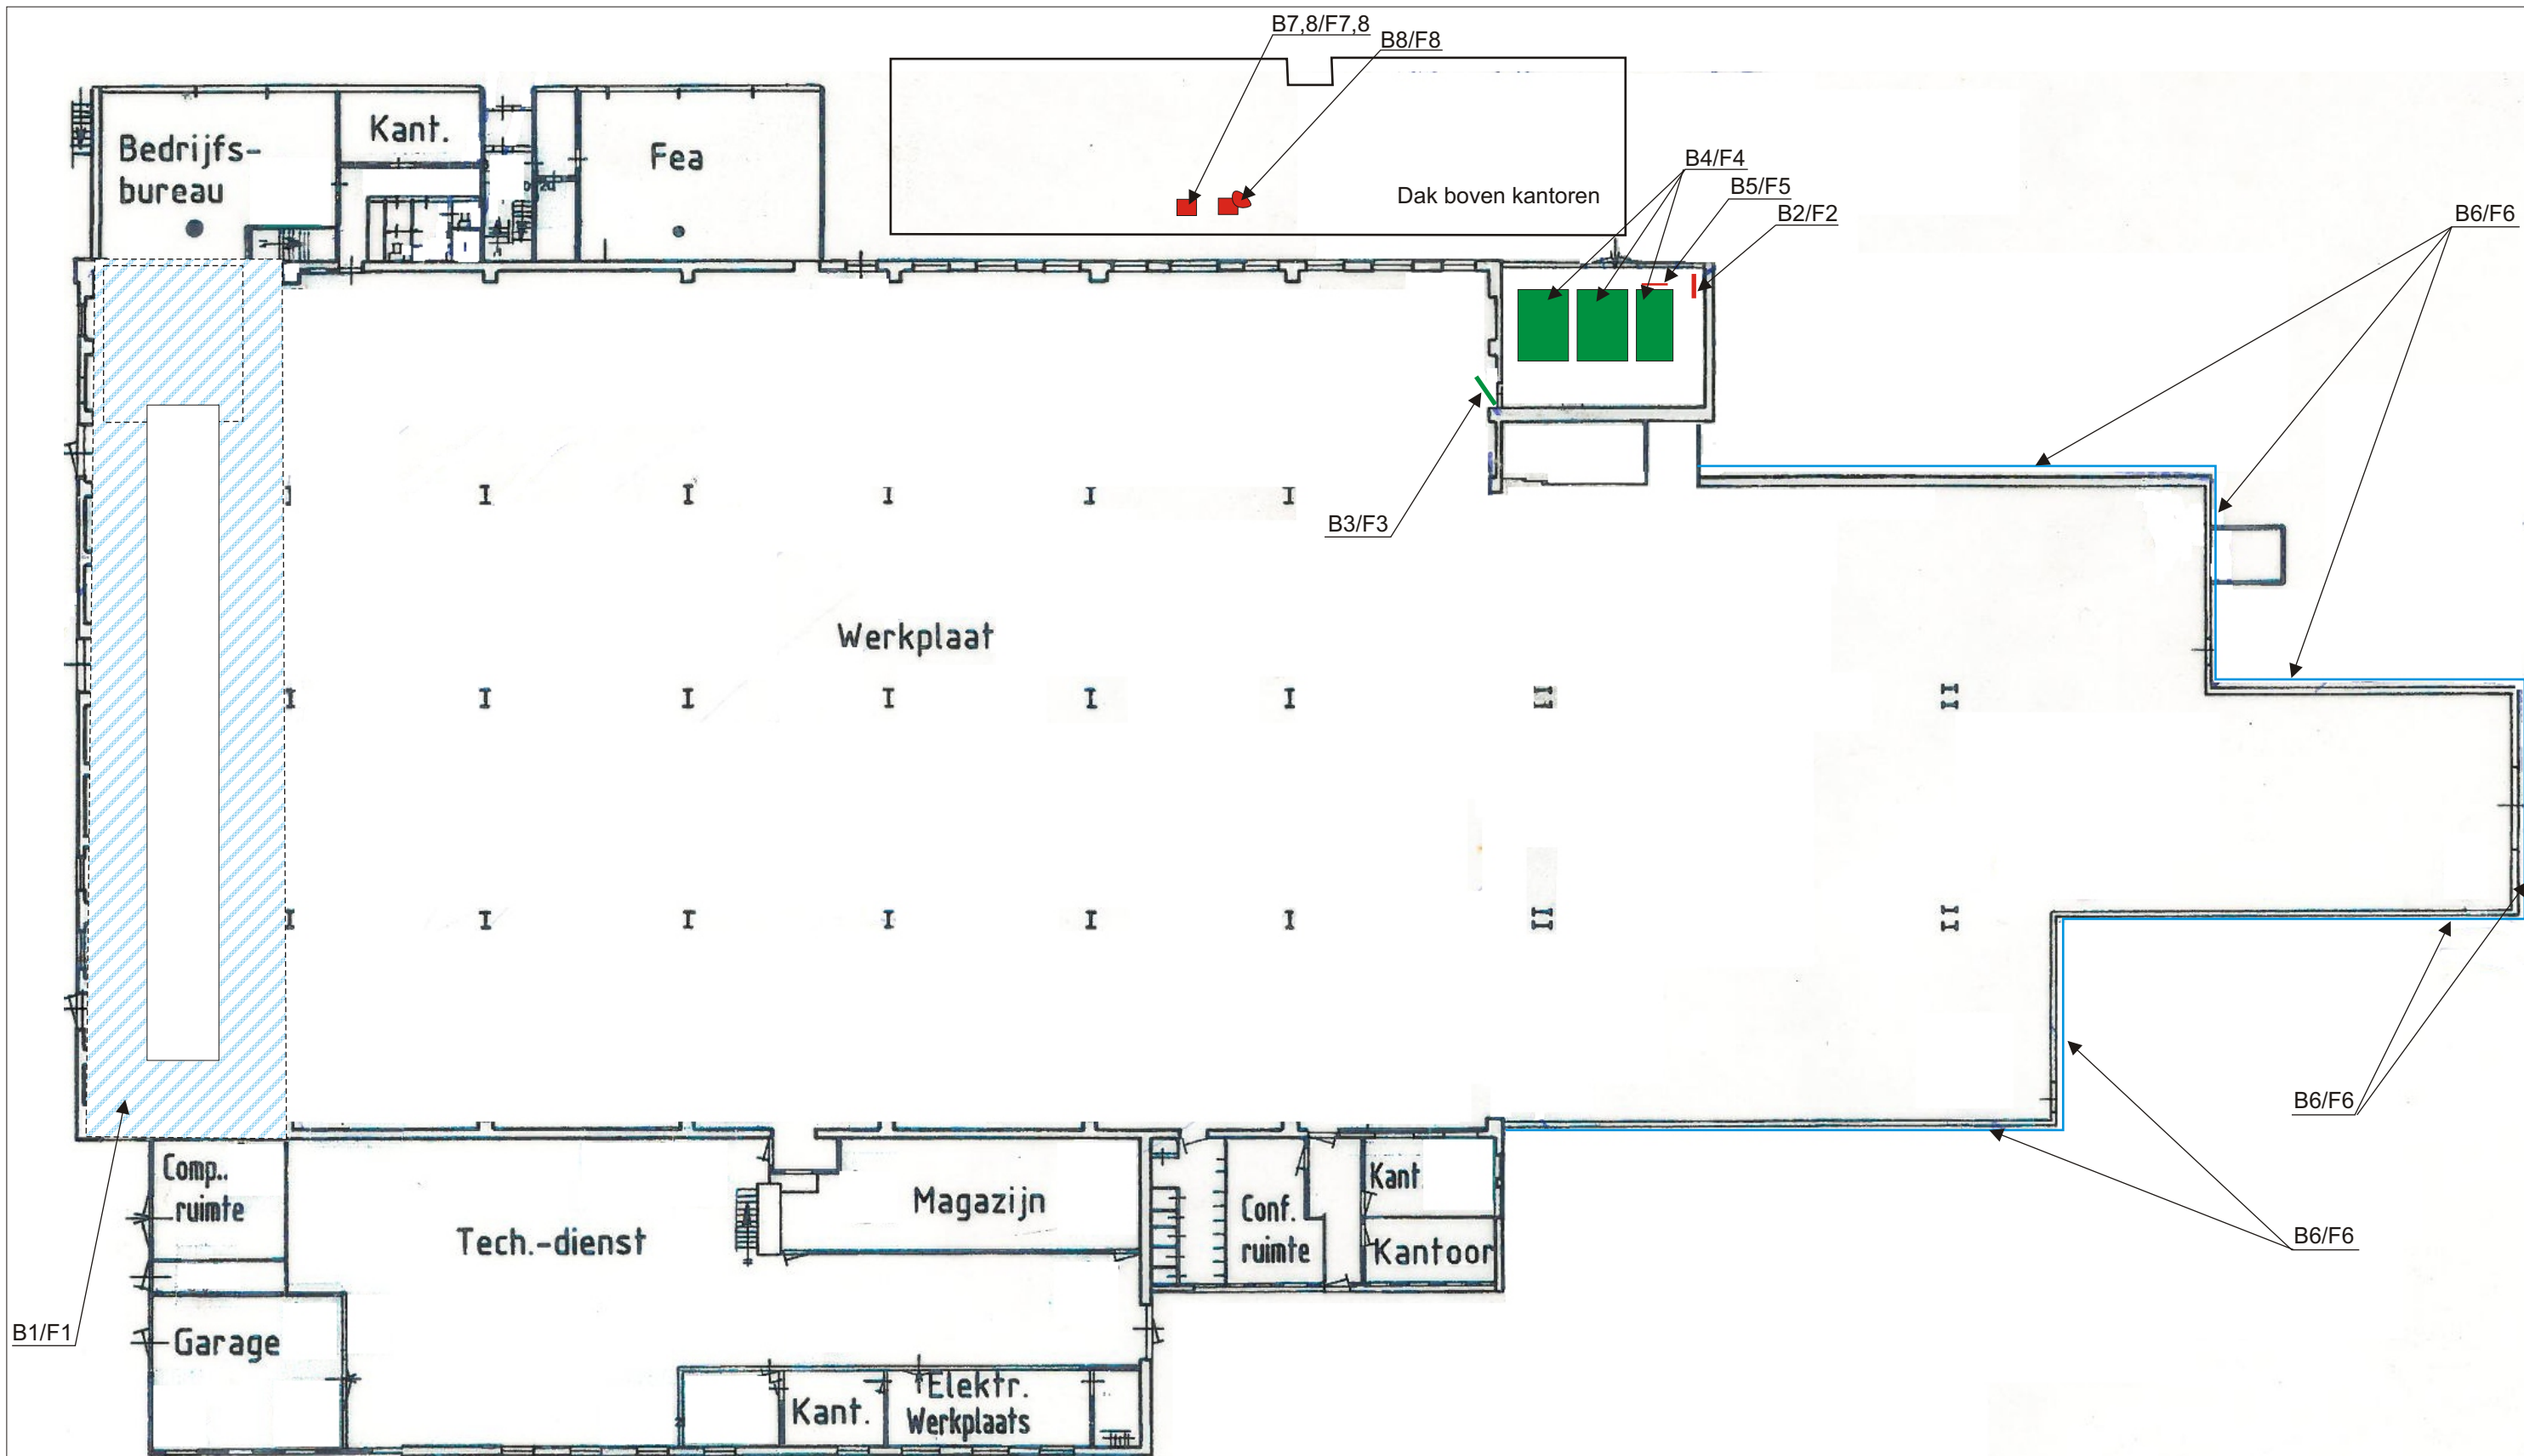 B7,8/F7,8
B8/F8
Bedrijfs-
bureau
Kant.
Fea
Dak boven kantoren
B4/F4
B5/F5
B2/F2
B6/F6
B3/F3
Werkplaat
B6/F6
B6/F6
Comp..
ruimte
Tech.-dienst
Magazijn
Conf.
ruimte
Kant
Kantoor
B1/F1
Garage
Kant.
Elektr.
Werkplaats